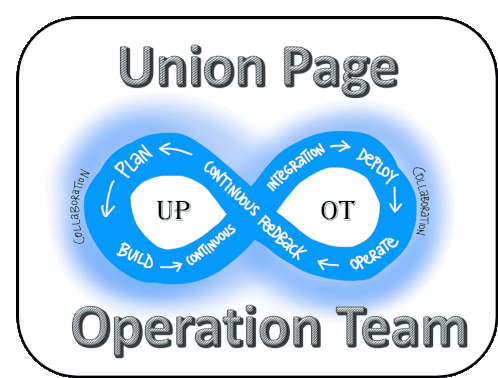 Union Page
COLLABORATION
PLAN
CONTINUOUS FEEDBACK
INTEGRATION
DEPLOY
COLLABORATION
UP
OT
BUILD
CONTINUOUS
OPERATE
Operation Team